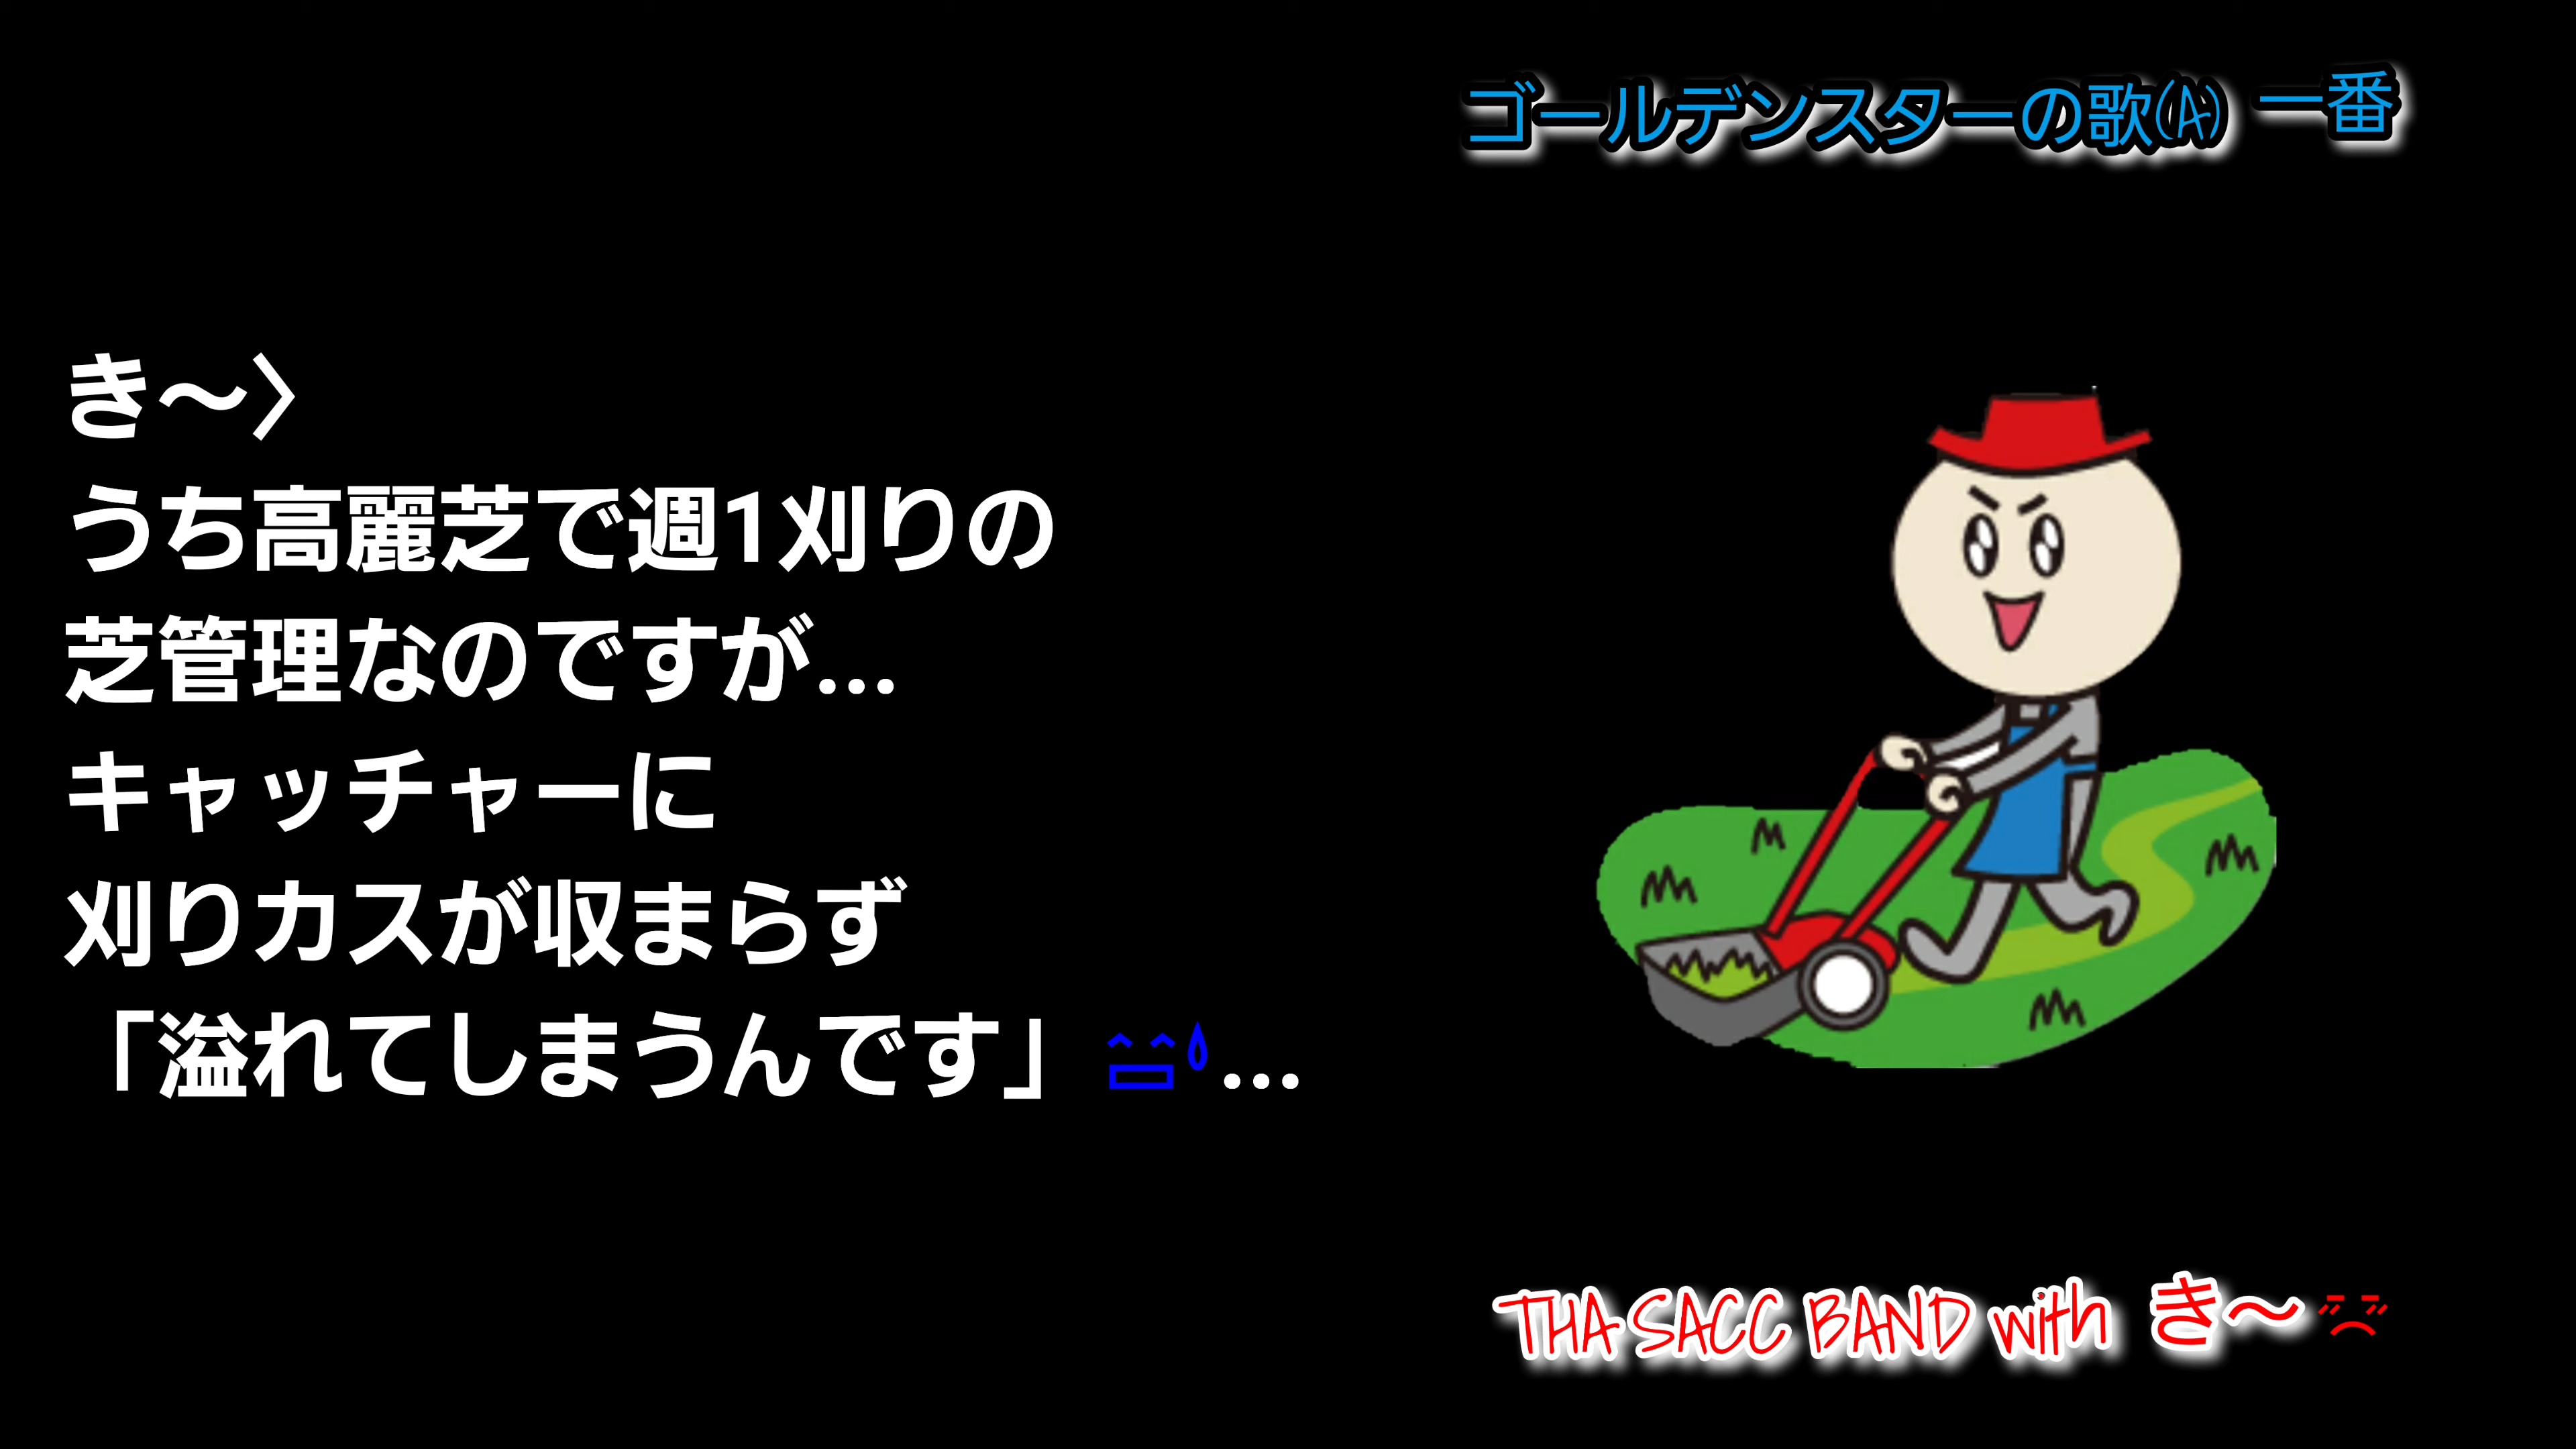 ゴールデンスターの歌(A) 一番
き〜〉
うち高麗芝で週1刈りの
芝管理なのですが...
キャッチャーに
刈りカスが収まらず
「溢れてしまうんです」^^...
THA SACC BAND with き〜